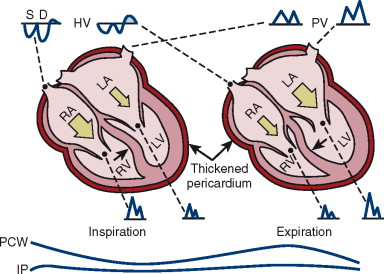 S D
HV
PV
LA
RA
RV
LV
LA
RA
RV
LV
Thickened
pericardium
Inspiration
Expiration
PCW
IP